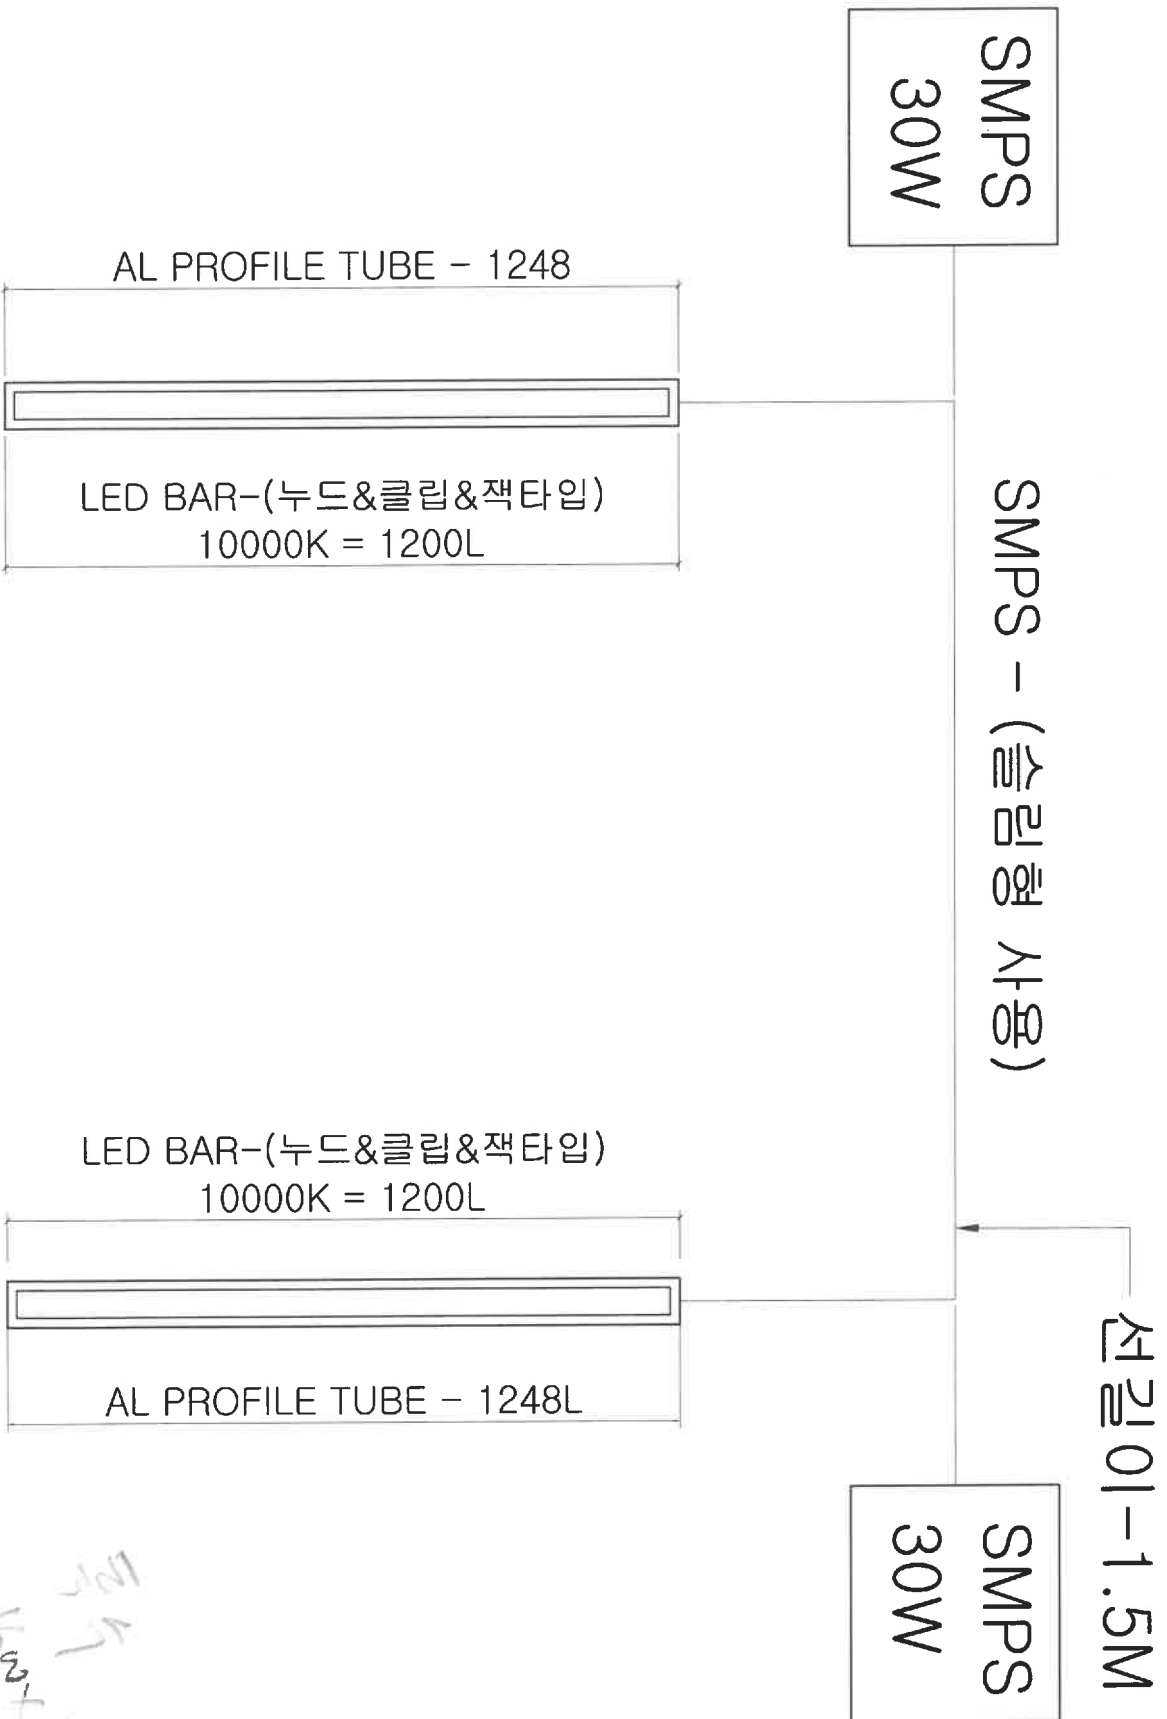 SMPS
30W
AL PROFILE TUBE - 1248
LED BAR-(누드&클립&잭타입)
10000K = 1200L
SMPS - (슬림형 사용)
LED BAR-(누드&클립&잭타입)
10000K = 1200L
AL PROFILE TUBE - 1248L
선길이-1.5M
SMPS
30W